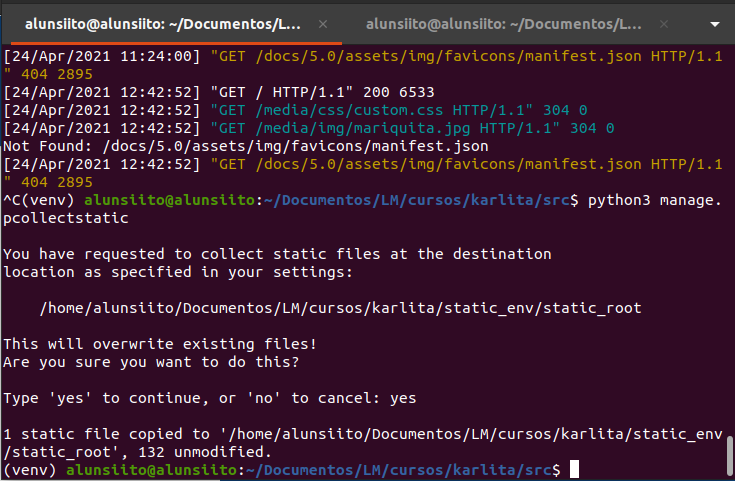 alunsiito@alunsiito: ~/Documentos/L... × alunsiito@alunsiito: ~/Documentos/L... ×
[24/Apr/2021 11:24:00] "GET /docs/5.0/assets/img/favicons/manifest.json HTTP/1.1
" 404 2895
[24/Apr/2021 12:42:52] "GET / HTTP/1.1" 200 6533
[24/Apr/2021 12:42:52] "GET /media/css/custom.css HTTP/1.1" 304 0
[24/Apr/2021 12:42:52] "GET /media/img/mariquita.jpg HTTP/1.1" 304 0
Not Found: /docs/5.0/assets/img/favicons/manifest.json
[24/Apr/2021 12:42:52] "GET /docs/5.0/assets/img/favicons/manifest.json HTTP/1.1
" 404 2895
^C(venv) alunsiito@alunsiito:~/Documentos/LM/cursos/karlita/src$ python3 manage.
pcollectstatic
You have requested to collect static files at the destination
location as specified in your settings:
/home/alunsiito/Documentos/LM/cursos/karlita/static_env/static_root
This will overwrite existing files!
Are you sure you want to do this?
Type 'yes' to continue, or 'no' to cancel: yes
1 static file copied to '/home/alunsiito/Documentos/LM/cursos/karlita/static_env
/static_root', 132 unmodified.
(venv) alunsiito@alunsiito:~/Documentos/LM/cursos/karlita/src$